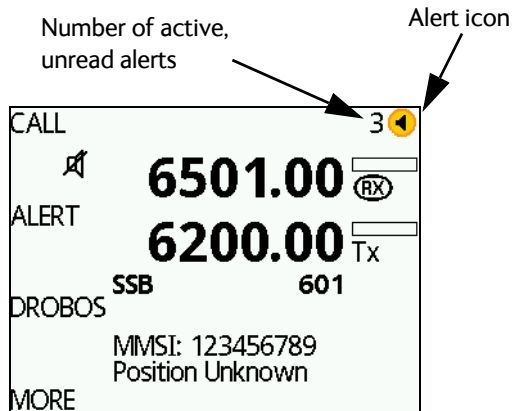 Number of active,
unread alerts
Alert icon
CALL
3
6501.00
RX
ALERT
6200.00 Tx
SSB 601
DROBOS
MMSI: 123456789
Position Unknown
MORE